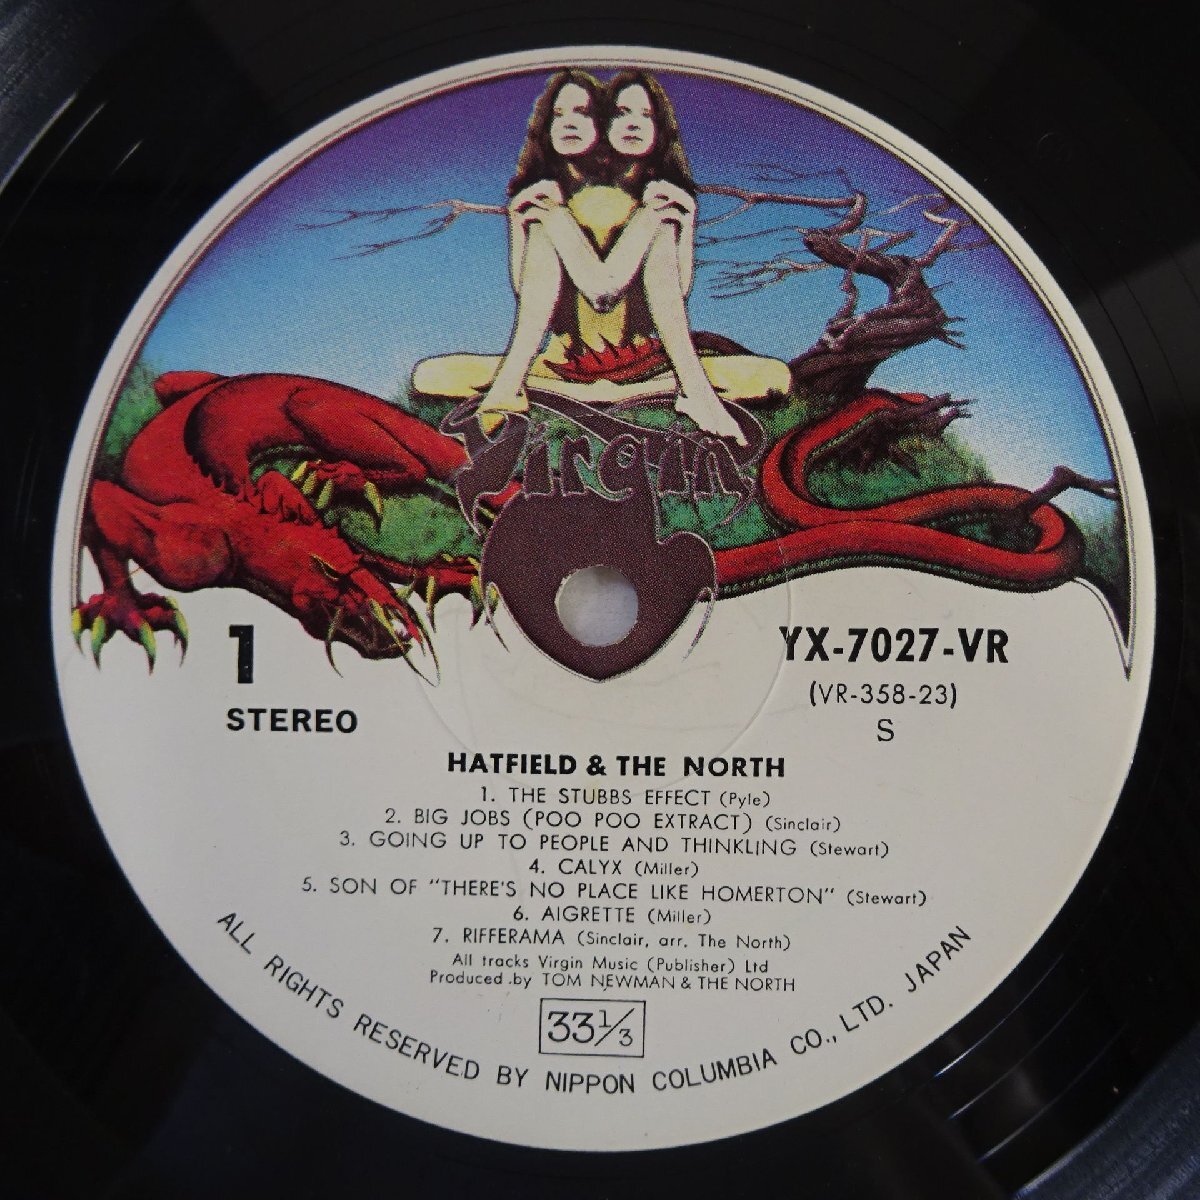 Virgin
1
STEREO
YX-7027-VR
(VR-358-23)
S
HATFIELD & THE NORTH
1. THE STUBBS EFFECT (Pyle)
2. BIG JOBS (POO POO EXTRACT) (Sinclair)
3. GOING UP TO PEOPLE AND THINKLING (Stewart)
4. CALYX (Miller)
5. SON OF "THERE'S NO PLACE LIKE HOMERTON" (Stewart)
6. AIGRETTE (Miller)
7. RIFFERAMA (Sinclair, arr. The North)
All tracks Virgin Music (Publisher) Ltd
Produced by TOM NEWMAN & THE NORTH
33 1/3
ALL RIGHTS RESERVED BY NIPPON COLUMBIA CO., LTD. JAPAN